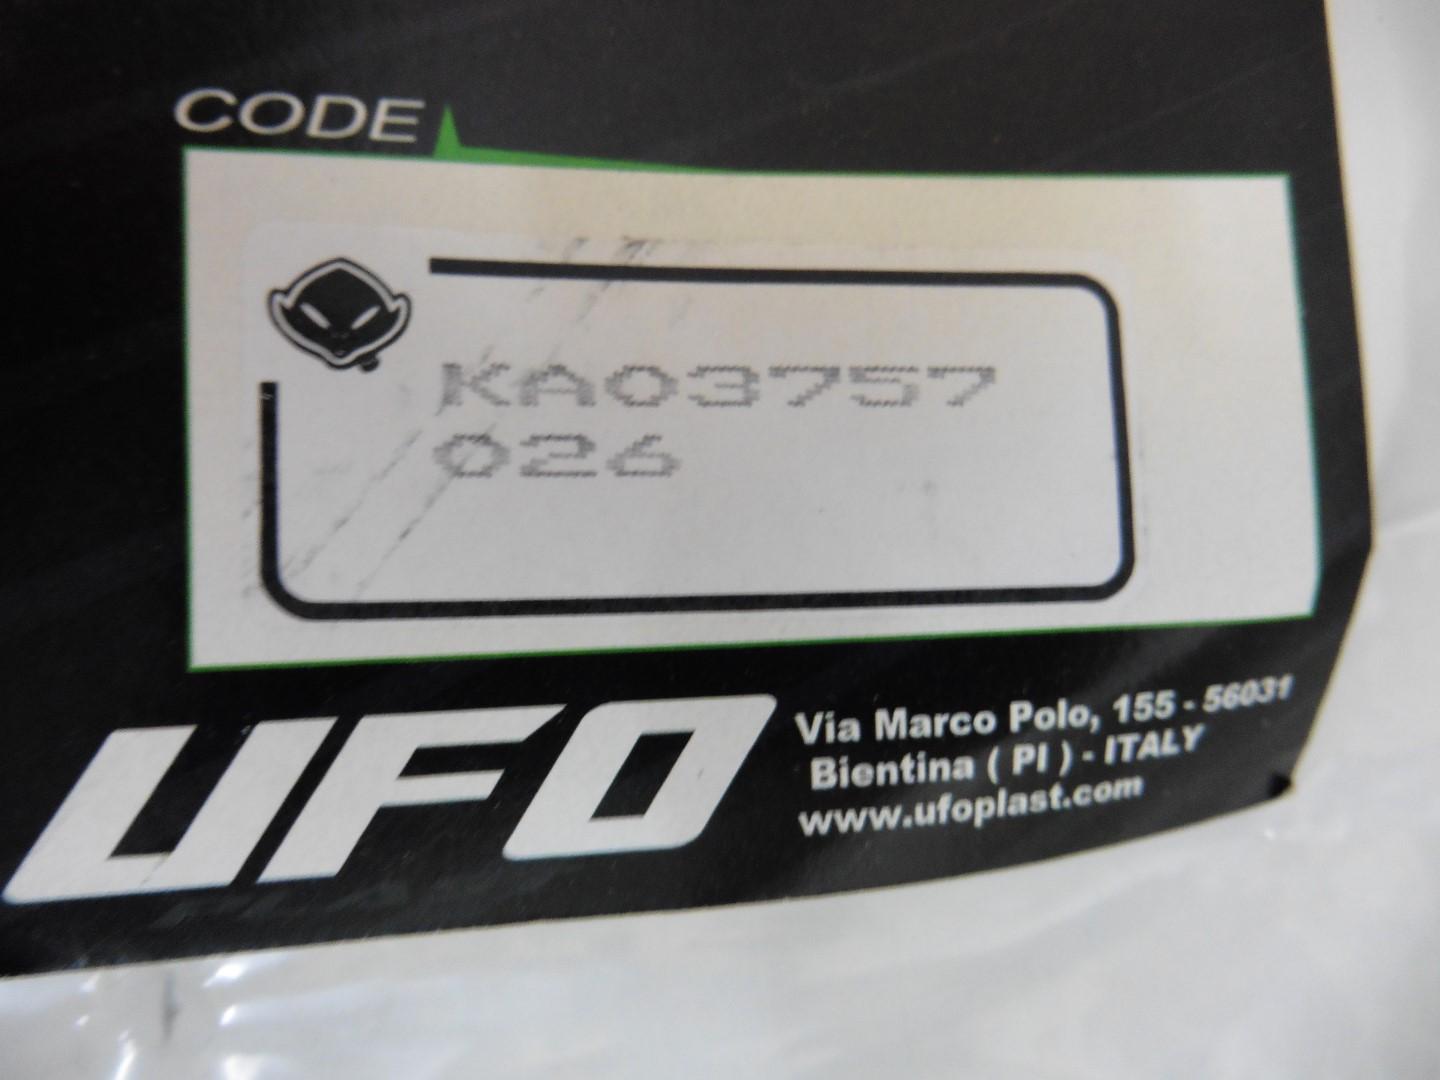 CODE
KA03757
026
UFO
Via Marco Polo, 155 - 56031
Bientina ( PI ) - ITALY
www.ufoplast.com